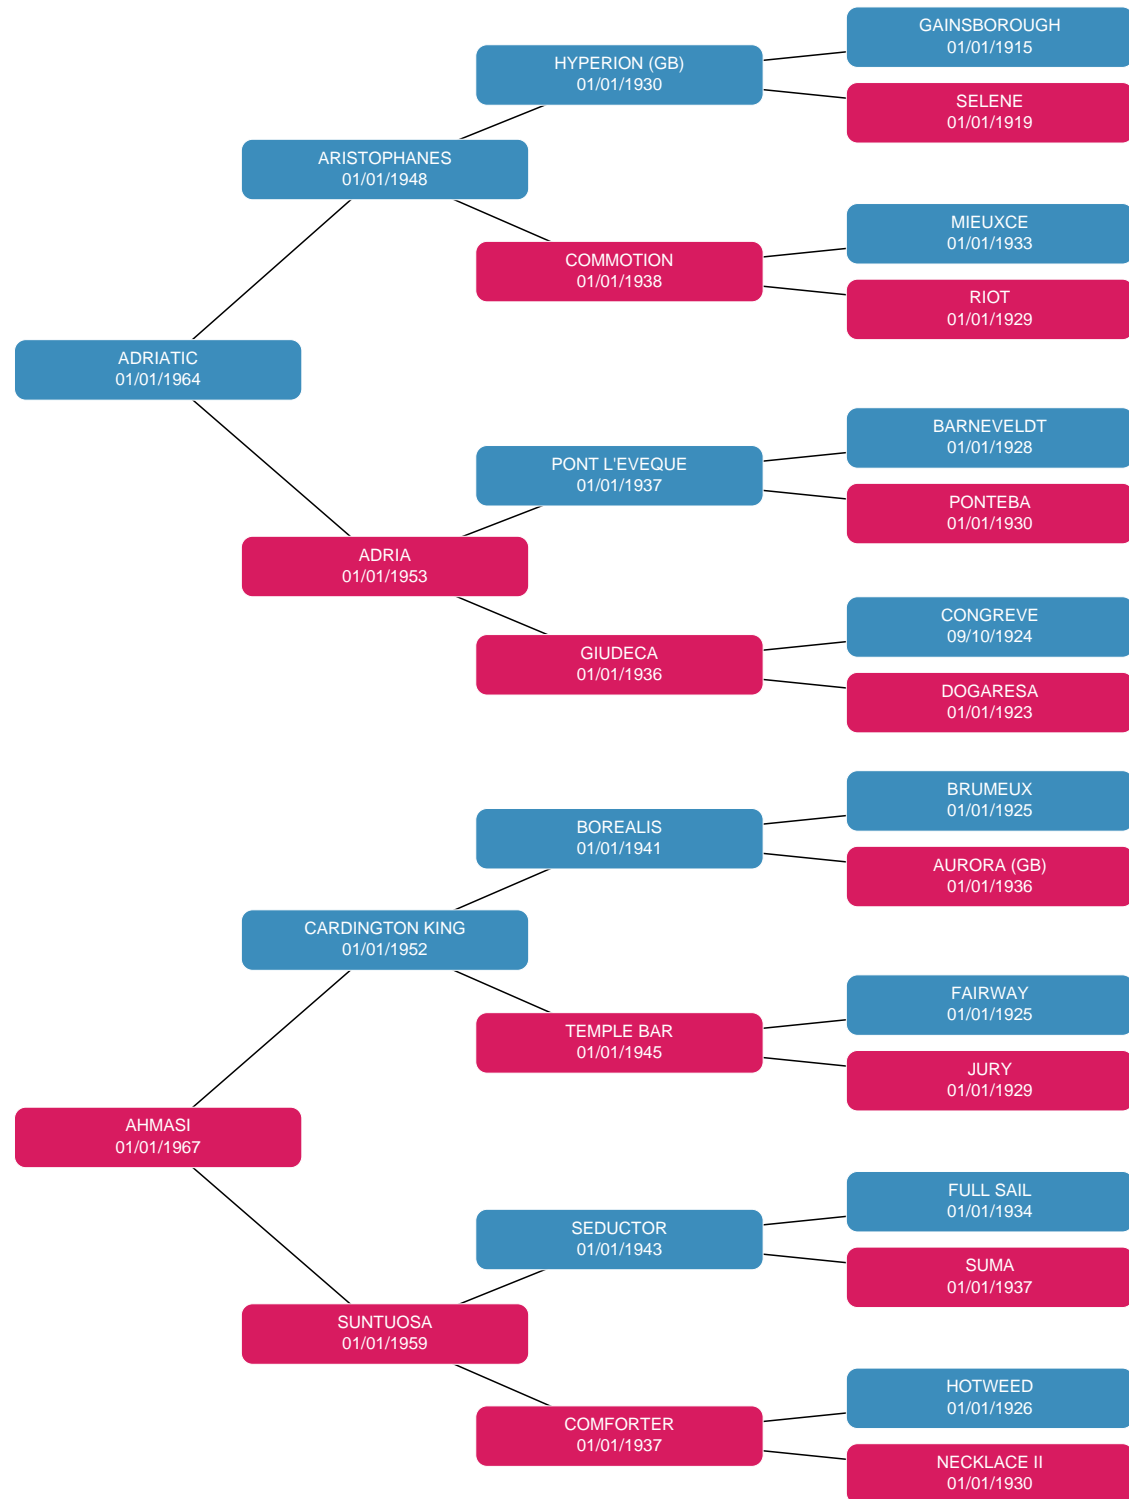 GAINSBOROUGH
01/01/1915
HYPERION (GB)
01/01/1930
SELENE
01/01/1919
ARISTOPHANES
01/01/1948
MIEUXCE
01/01/1933
COMMOTION
01/01/1938
RIOT
01/01/1929
ADRIATIC
01/01/1964
BARNEVELDT
01/01/1928
PONT L'EVEQUE
01/01/1937
PONTEBA
01/01/1930
ADRIA
01/01/1953
CONGREVE
09/10/1924
GIUDECA
01/01/1936
DOGARESA
01/01/1923
BRUMEUX
01/01/1925
BOREALIS
01/01/1941
AURORA (GB)
01/01/1936
CARDINGTON KING
01/01/1952
FAIRWAY
01/01/1925
TEMPLE BAR
01/01/1945
JURY
01/01/1929
AHMASI
01/01/1967
FULL SAIL
01/01/1934
SEDUCTOR
01/01/1943
SUMA
01/01/1937
SUNTUOSA
01/01/1959
HOTWEED
01/01/1926
COMFORTER
01/01/1937
NECKLACE II
01/01/1930